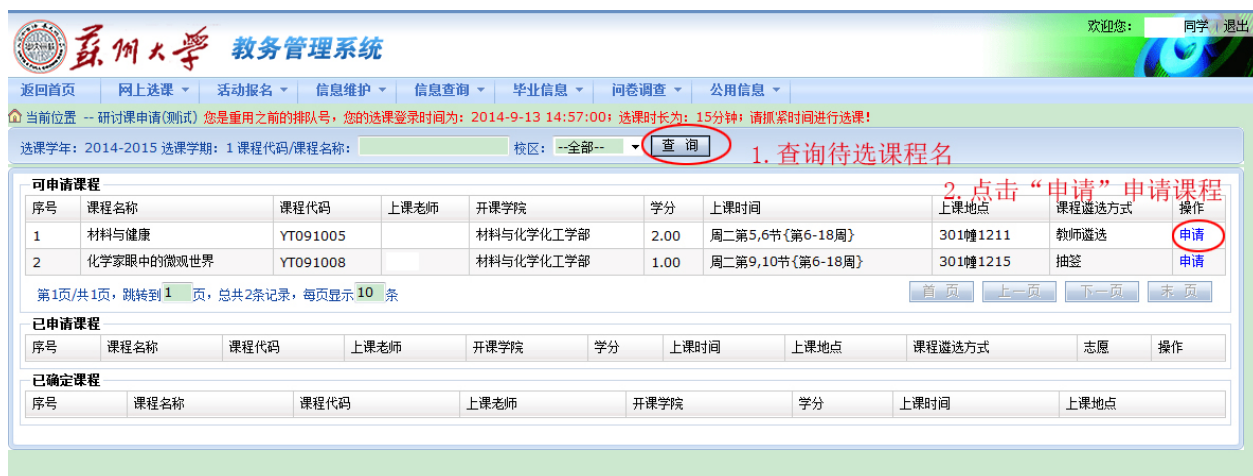 蘇州大学 教务管理系统
欢迎您： 同学 | 退出
返回首页 网上选课 活动报名 信息维护 信息查询 毕业信息 问卷调查 公用信息
当前位置 -- 研讨课申请(测试) 您是重用之前的排队号，您的选课登录时间为：2014-9-13 14:57:00；选课时长为：15分钟；请抓紧时间进行选课！
选课学年：2014-2015 选课学期：1 课程代码/课程名称： 校区：--全部-- 查 询
1. 查询待选课程名
2. 点击“申请”申请课程
可申请课程
序号 课程名称 课程代码 上课老师 开课学院 学分 上课时间 上课地点 课程遴选方式 操作
1 材料与健康 YT091005 材料与化学化工学部 2.00 周二第5,6节{第6-18周} 301幢1211 教师遴选 申请
2 化学家眼中的微观世界 YT091008 材料与化学化工学部 1.00 周二第9,10节{第6-18周} 301幢1215 抽签 申请
第1页/共1页，跳转到 1 页，总共2条记录，每页显示 10 条 首 页 上一页 下一页 末 页
已申请课程
序号 课程名称 课程代码 上课老师 开课学院 学分 上课时间 上课地点 课程遴选方式 志愿 操作
已确定课程
序号 课程名称 课程代码 上课老师 开课学院 学分 上课时间 上课地点